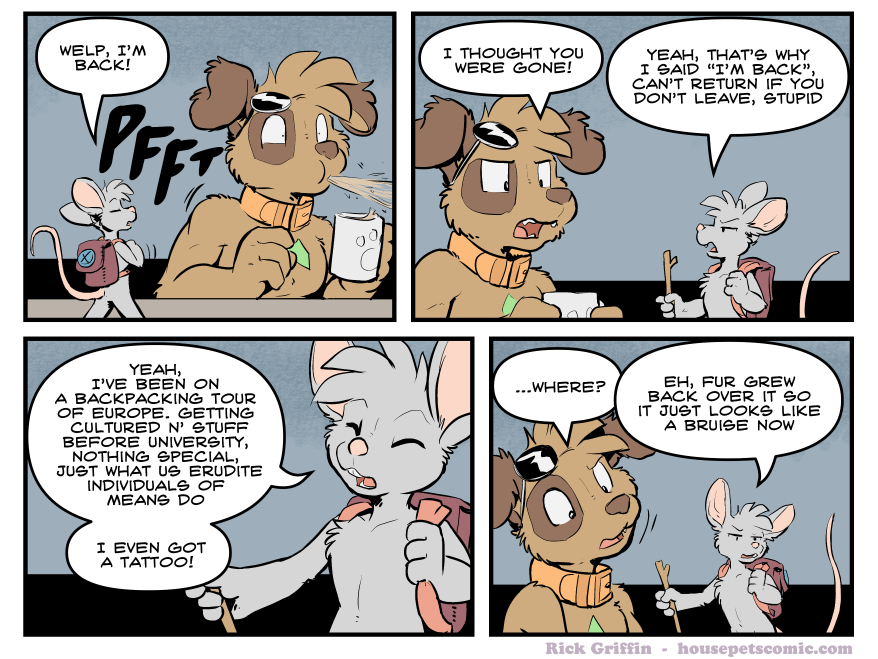 WELP, I'M
BACK!
PFFT
I THOUGHT YOU
WERE GONE!
YEAH, THAT'S WHY
I SAID "I'M BACK",
CAN'T RETURN IF YOU
DON'T LEAVE, STUPID
YEAH,
I'VE BEEN ON
A BACKPACKING TOUR
OF EUROPE. GETTING
CULTURED N' STUFF
BEFORE UNIVERSITY,
NOTHING SPECIAL,
JUST WHAT US ERUDITE
INDIVIDUALS OF
MEANS DO
I EVEN GOT
A TATTOO!
...WHERE?
EH, FUR GREW
BACK OVER IT SO
IT JUST LOOKS LIKE
A BRUISE NOW
Rick Griffin - housepetscomic.com